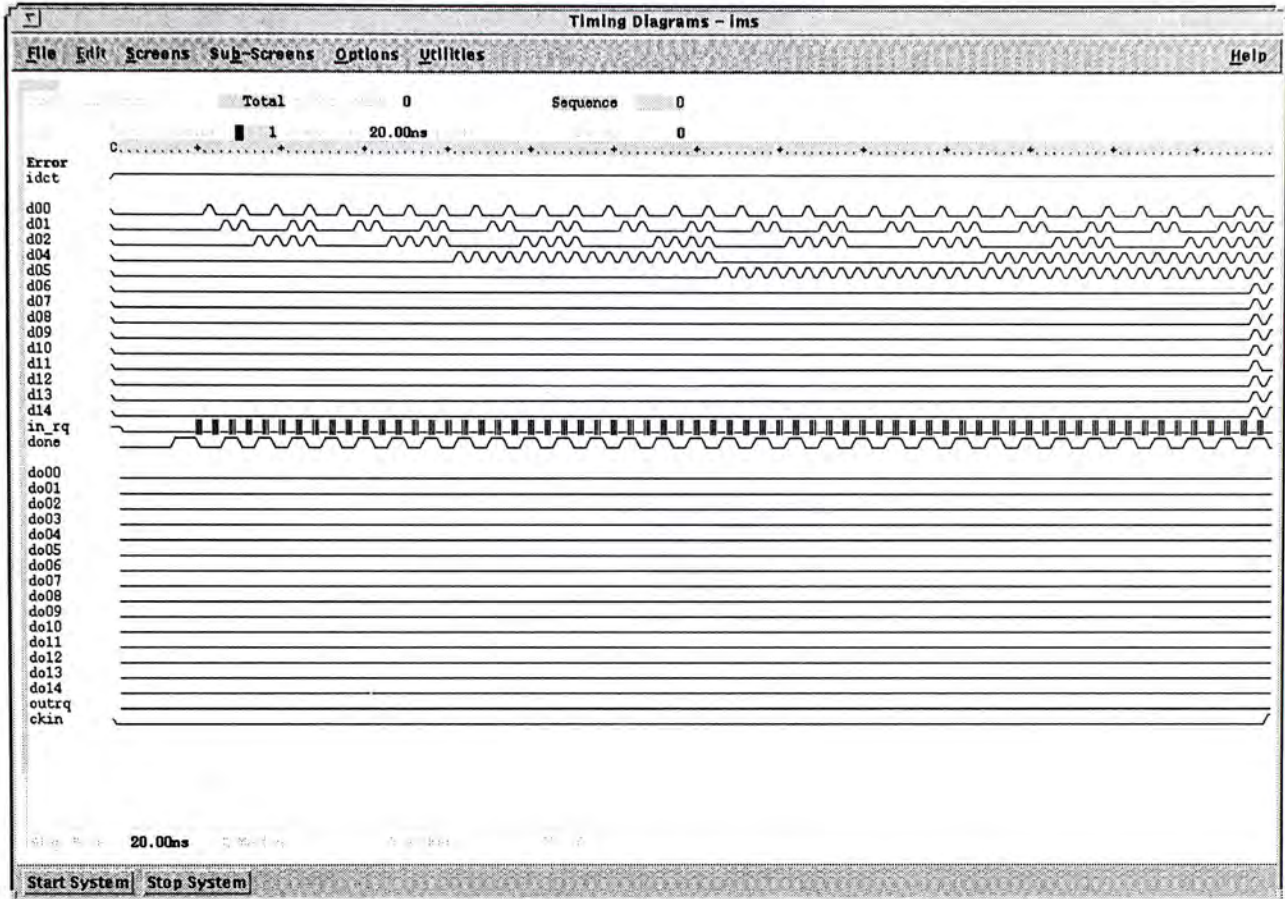 Timing Diagrams - ims
File Edit Screens Sub-Screens Options Utilities Help
Total 0 Sequence 0
1 20.00ns 0
Error
idct
d00
d01
d02
d04
d05
d06
d07
d08
d09
d10
d11
d12
d13
d14
in_rq
done
do00
do01
do02
do03
do04
do05
do06
do07
do08
do09
do10
do11
do12
do13
do14
outrq
ckin
20.00ns
Start System Stop System